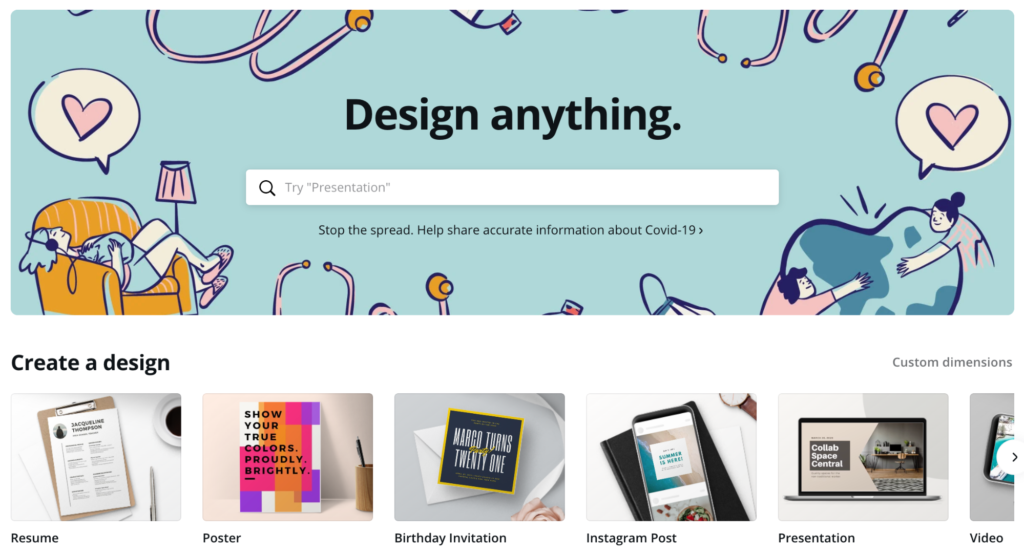 Design anything.
Try "Presentation"
Stop the spread. Help share accurate information about Covid-19 ›
Create a design
Custom dimensions
JACQUELINE
THOMPSON
SHOW
YOUR
TRUE
COLORS.
PROUDLY.
BRIGHTLY.
MARGO TURNS
TWENTY ONE
SUMMER
IS HERE!
Collab
Space
Central
Resume
Poster
Birthday Invitation
Instagram Post
Presentation
Video